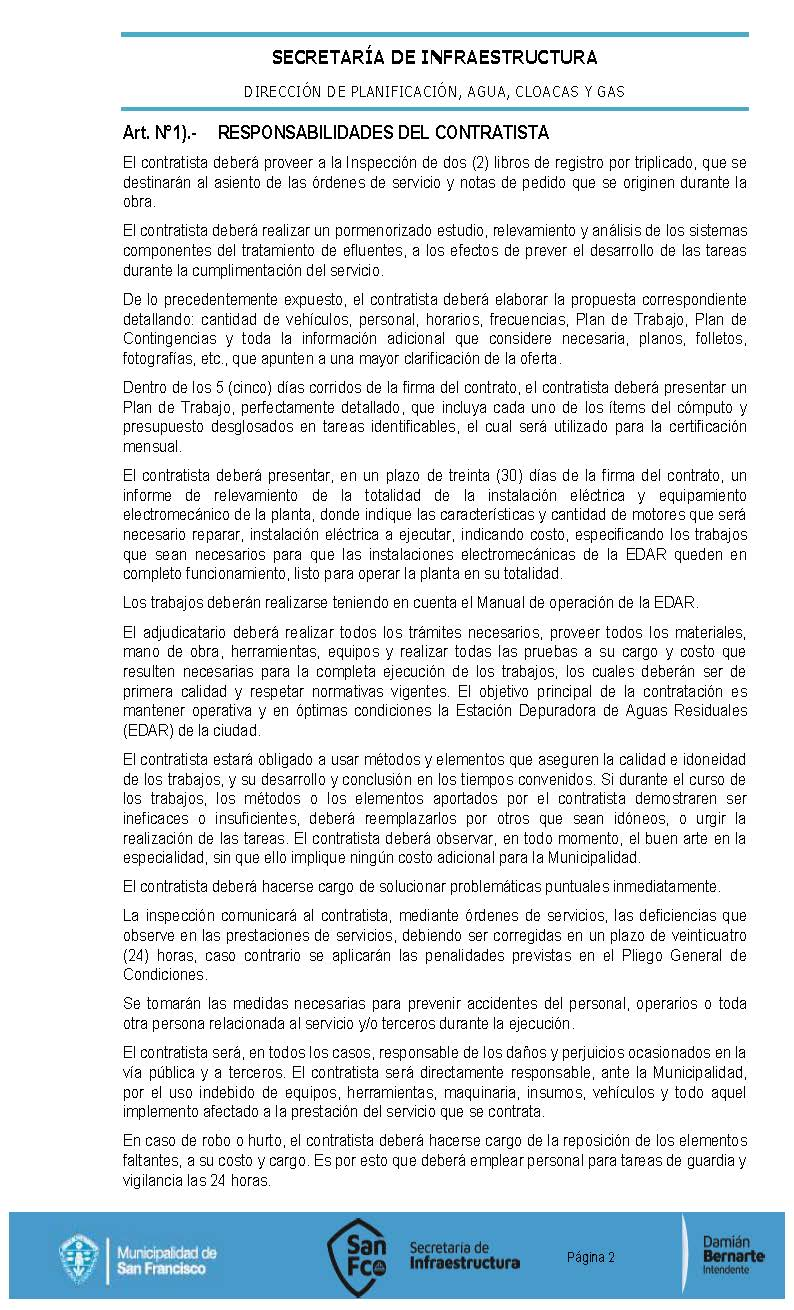 SECRETARÍA DE INFRAESTRUCTURA
DIRECCIÓN DE PLANIFICACIÓN, AGUA, CLOACAS Y GAS
Art. Nº1).- RESPONSABILIDADES DEL CONTRATISTA
El contratista deberá proveer a la Inspección de dos (2) libros de registro por triplicado, que se
destinarán al asiento de las órdenes de servicio y notas de pedido que se originen durante la
obra.
El contratista deberá realizar un pormenorizado estudio, relevamiento y análisis de los sistemas
componentes del tratamiento de efluentes, a los efectos de prever el desarrollo de las tareas
durante la cumplimentación del servicio.
De lo precedentemente expuesto, el contratista deberá elaborar la propuesta correspondiente
detallando: cantidad de vehículos, personal, horarios, frecuencias, Plan de Trabajo, Plan de
Contingencias y toda la información adicional que considere necesaria, planos, folletos,
fotografías, etc., que apunten a una mayor clarificación de la oferta.
Dentro de los 5 (cinco) días corridos de la firma del contrato, el contratista deberá presentar un
Plan de Trabajo, perfectamente detallado, que incluya cada uno de los ítems del cómputo y
presupuesto desglosados en tareas identificables, el cual será utilizado para la certificación
mensual.
El contratista deberá presentar, en un plazo de treinta (30) días de la firma del contrato, un
informe de relevamiento de la totalidad de la instalación eléctrica y equipamiento
electromecánico de la planta, donde indique las características y cantidad de motores que será
necesario reparar, instalación eléctrica a ejecutar, indicando costo, especificando los trabajos
que sean necesarios para que las instalaciones electromecánicas de la EDAR queden en
completo funcionamiento, listo para operar la planta en su totalidad.
Los trabajos deberán realizarse teniendo en cuenta el Manual de operación de la EDAR.
El adjudicatario deberá realizar todos los trámites necesarios, proveer todos los materiales,
mano de obra, herramientas, equipos y realizar todas las pruebas a su cargo y costo que
resulten necesarias para la completa ejecución de los trabajos, los cuales deberán ser de
primera calidad y respetar normativas vigentes. El objetivo principal de la contratación es
mantener operativa y en óptimas condiciones la Estación Depuradora de Aguas Residuales
(EDAR) de la ciudad.
El contratista estará obligado a usar métodos y elementos que aseguren la calidad e idoneidad
de los trabajos, y su desarrollo y conclusión en los tiempos convenidos. Si durante el curso de
los trabajos, los métodos o los elementos aportados por el contratista demostraren ser
ineficaces o insuficientes, deberá reemplazarlos por otros que sean idóneos, o urgir la
realización de las tareas. El contratista deberá observar, en todo momento, el buen arte en la
especialidad, sin que ello implique ningún costo adicional para la Municipalidad.
El contratista deberá hacerse cargo de solucionar problemáticas puntuales inmediatamente.
La inspección comunicará al contratista, mediante órdenes de servicios, las deficiencias que
observe en las prestaciones de servicios, debiendo ser corregidas en un plazo de veinticuatro
(24) horas, caso contrario se aplicarán las penalidades previstas en el Pliego General de
Condiciones.
Se tomarán las medidas necesarias para prevenir accidentes del personal, operarios o toda
otra persona relacionada al servicio y/o terceros durante la ejecución.
El contratista será, en todos los casos, responsable de los daños y perjuicios ocasionados en la
vía pública y a terceros. El contratista será directamente responsable, ante la Municipalidad,
por el uso indebido de equipos, herramientas, maquinaria, insumos, vehículos y todo aquel
implemento afectado a la prestación del servicio que se contrata.
En caso de robo o hurto, el contratista deberá hacerse cargo de la reposición de los elementos
faltantes, a su costo y cargo. Es por esto que deberá emplear personal para tareas de guardia y
vigilancia las 24 horas.
Municipalidad de
San Francisco
San
Fco
Secretaría de
Infraestructura
Página 2
Damián
Bernarte
Intendente